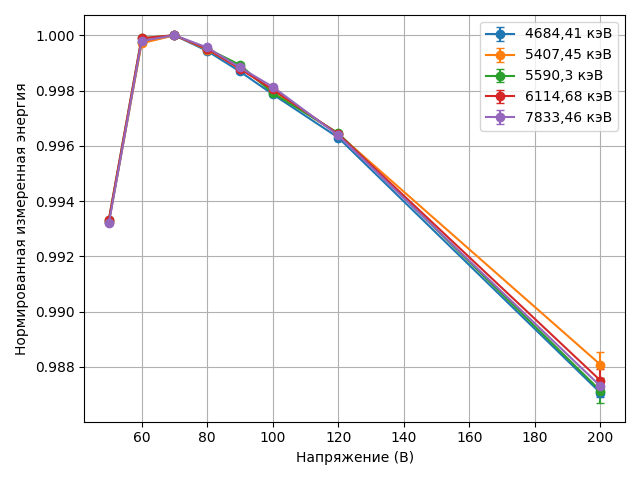 Нормированная измеренная энергия
1.000
0.998
0.996
0.994
0.992
0.990
0.988
4684,41 кэВ
5407,45 кэВ
5590,3 кэВ
6114,68 кэВ
7833,46 кэВ
60 80 100 120 140 160 180 200
Напряжение (В)